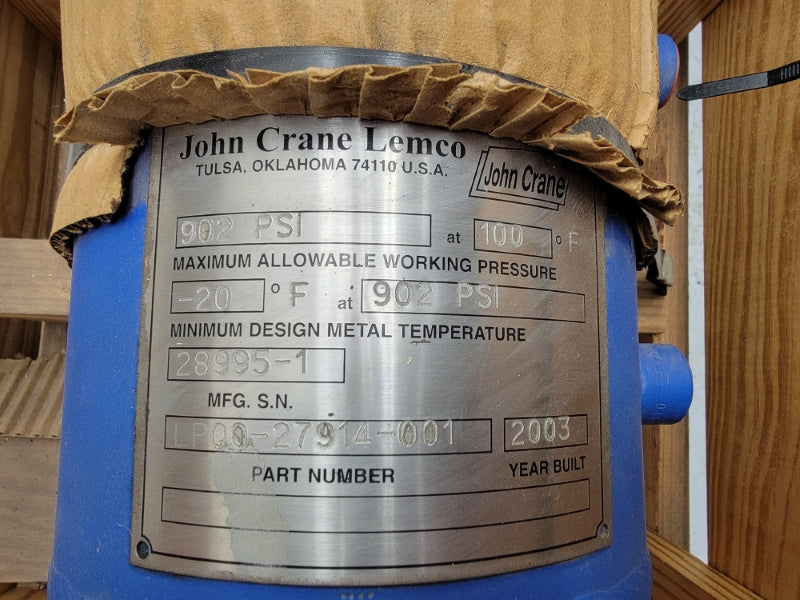 John Crane Lemco
TULSA, OKLAHOMA 74110 U.S.A.
John Crane
902 PSI at 100 °F
MAXIMUM ALLOWABLE WORKING PRESSURE
-20 °F at 902 PSI
MINIMUM DESIGN METAL TEMPERATURE
28995-1
MFG. S.N.
LP00-27914-001 2003
PART NUMBER YEAR BUILT